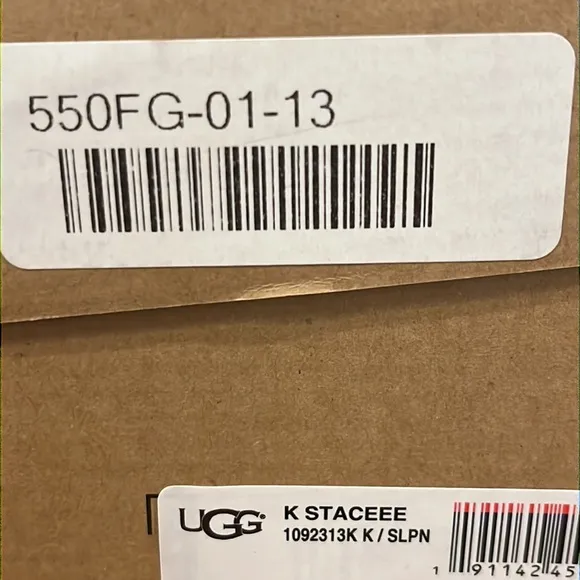 550FG-01-13
UGG® K STACEEE
1092313K K / SLPN
1 91142 45